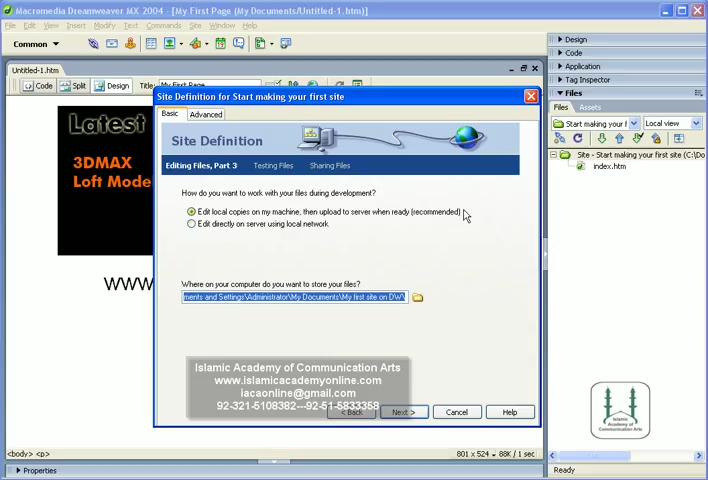 Macromedia Dreamweaver MX 2004 - [My First Page (My Documents/Untitled-1.htm)]
File Edit View Insert Modify Text Commands Site Window Help
Common
Untitled-1.htm
Code Split Design Title: My First Page
Latest
3DMAX
Loft Mode
WWW
Site Definition for Start making your first site
Basic Advanced
Site Definition
Editing Files, Part 3 Testing Files Sharing Files
How do you want to work with your files during development?
Edit local copies on my machine, then upload to server when ready (recommended)
Edit directly on server using local network
Where on your computer do you want to store your files?
ments and Settings\Administrator\My Documents\My first site on DW\
Islamic Academy of Communication Arts
www.islamicacademyonline.com
iacaonline@gmail.com
92-321-5108382---92-51-5833358
< Back Next > Cancel Help
<body> <p>
801 x 524 88K / 1 sec
Properties
Design
Code
Application
Tag Inspector
Files
Files Assets
Start making your f Local view
Site - Start making your first site (C:\Do
index.htm
Islamic
Academy of
Communication Arts
Ready